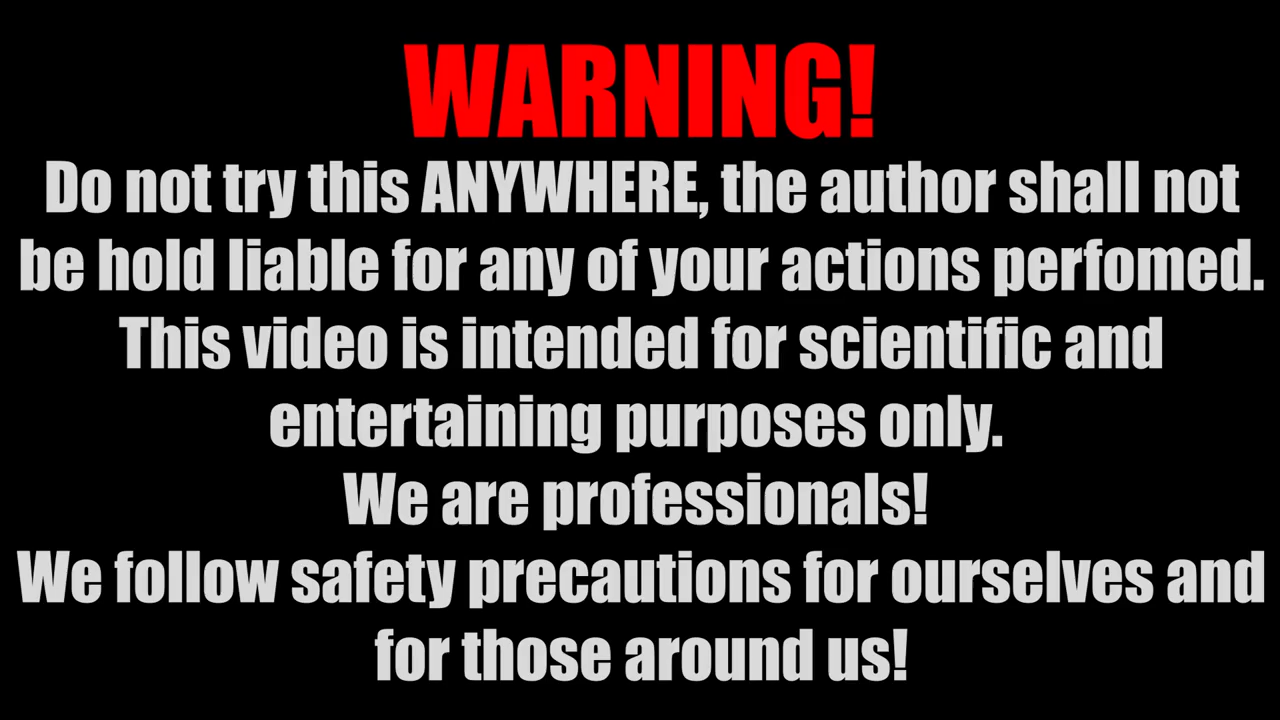 WARNING!
Do not try this ANYWHERE, the author shall not
be hold liable for any of your actions perfomed.
This video is intended for scientific and
entertaining purposes only.
We are professionals!
We follow safety precautions for ourselves and
for those around us!